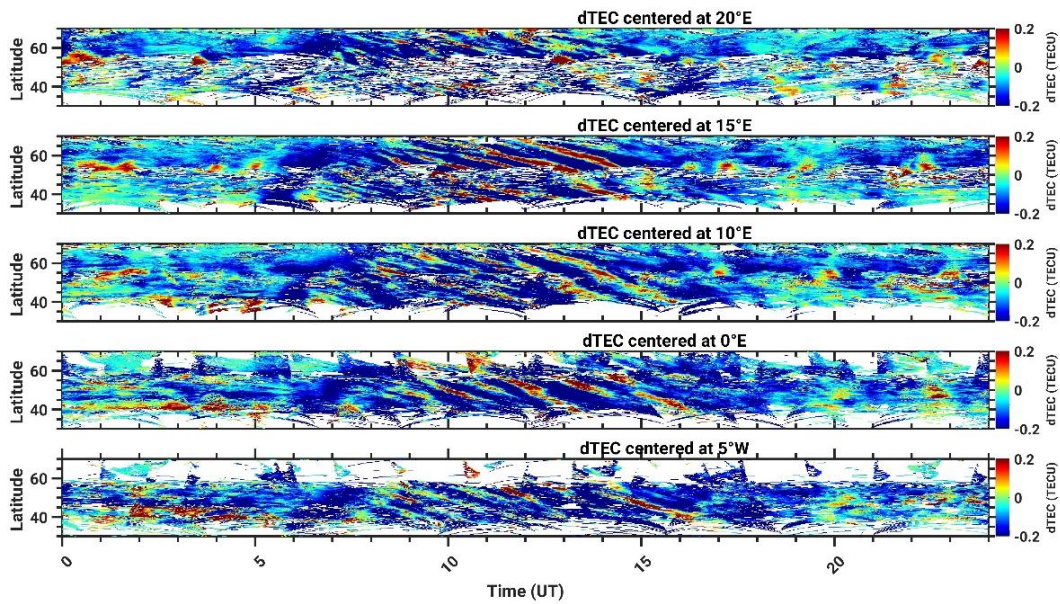 dTEC centered at 20°E
60
40
Latitude
0.2
0
-0.2
dTEC (TECU)
dTEC centered at 15°E
60
40
Latitude
0.2
0
-0.2
dTEC (TECU)
dTEC centered at 10°E
60
40
Latitude
0.2
0
-0.2
dTEC (TECU)
dTEC centered at 0°E
60
40
Latitude
0.2
0
-0.2
dTEC (TECU)
dTEC centered at 5°W
60
40
Latitude
0.2
0
-0.2
dTEC (TECU)
0 5 10 15 20
Time (UT)